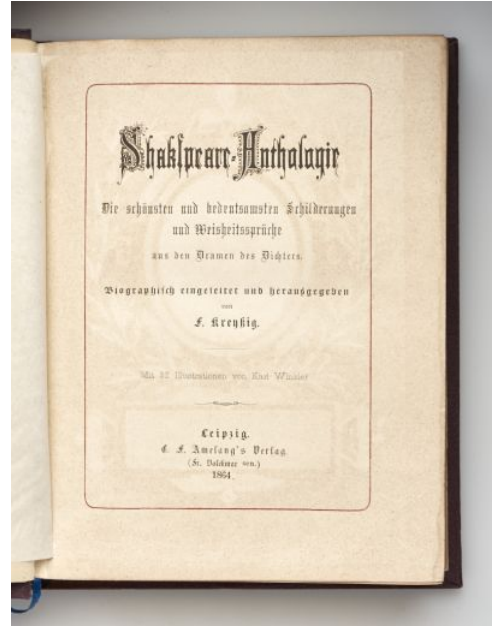 Shakspeare-Anthologie
Die schönsten und bedeutsamsten Schilderungen
und Weisheitssprüche
aus den Dramen des Dichters.
Biographisch eingeleitet und herausgegeben
von
F. Kreyßig.
Mit 32 Illustrationen von Karl Winkler
Leipzig.
C. F. Amelang's Verlag
(Fr. Volckmar ven.)
1864.